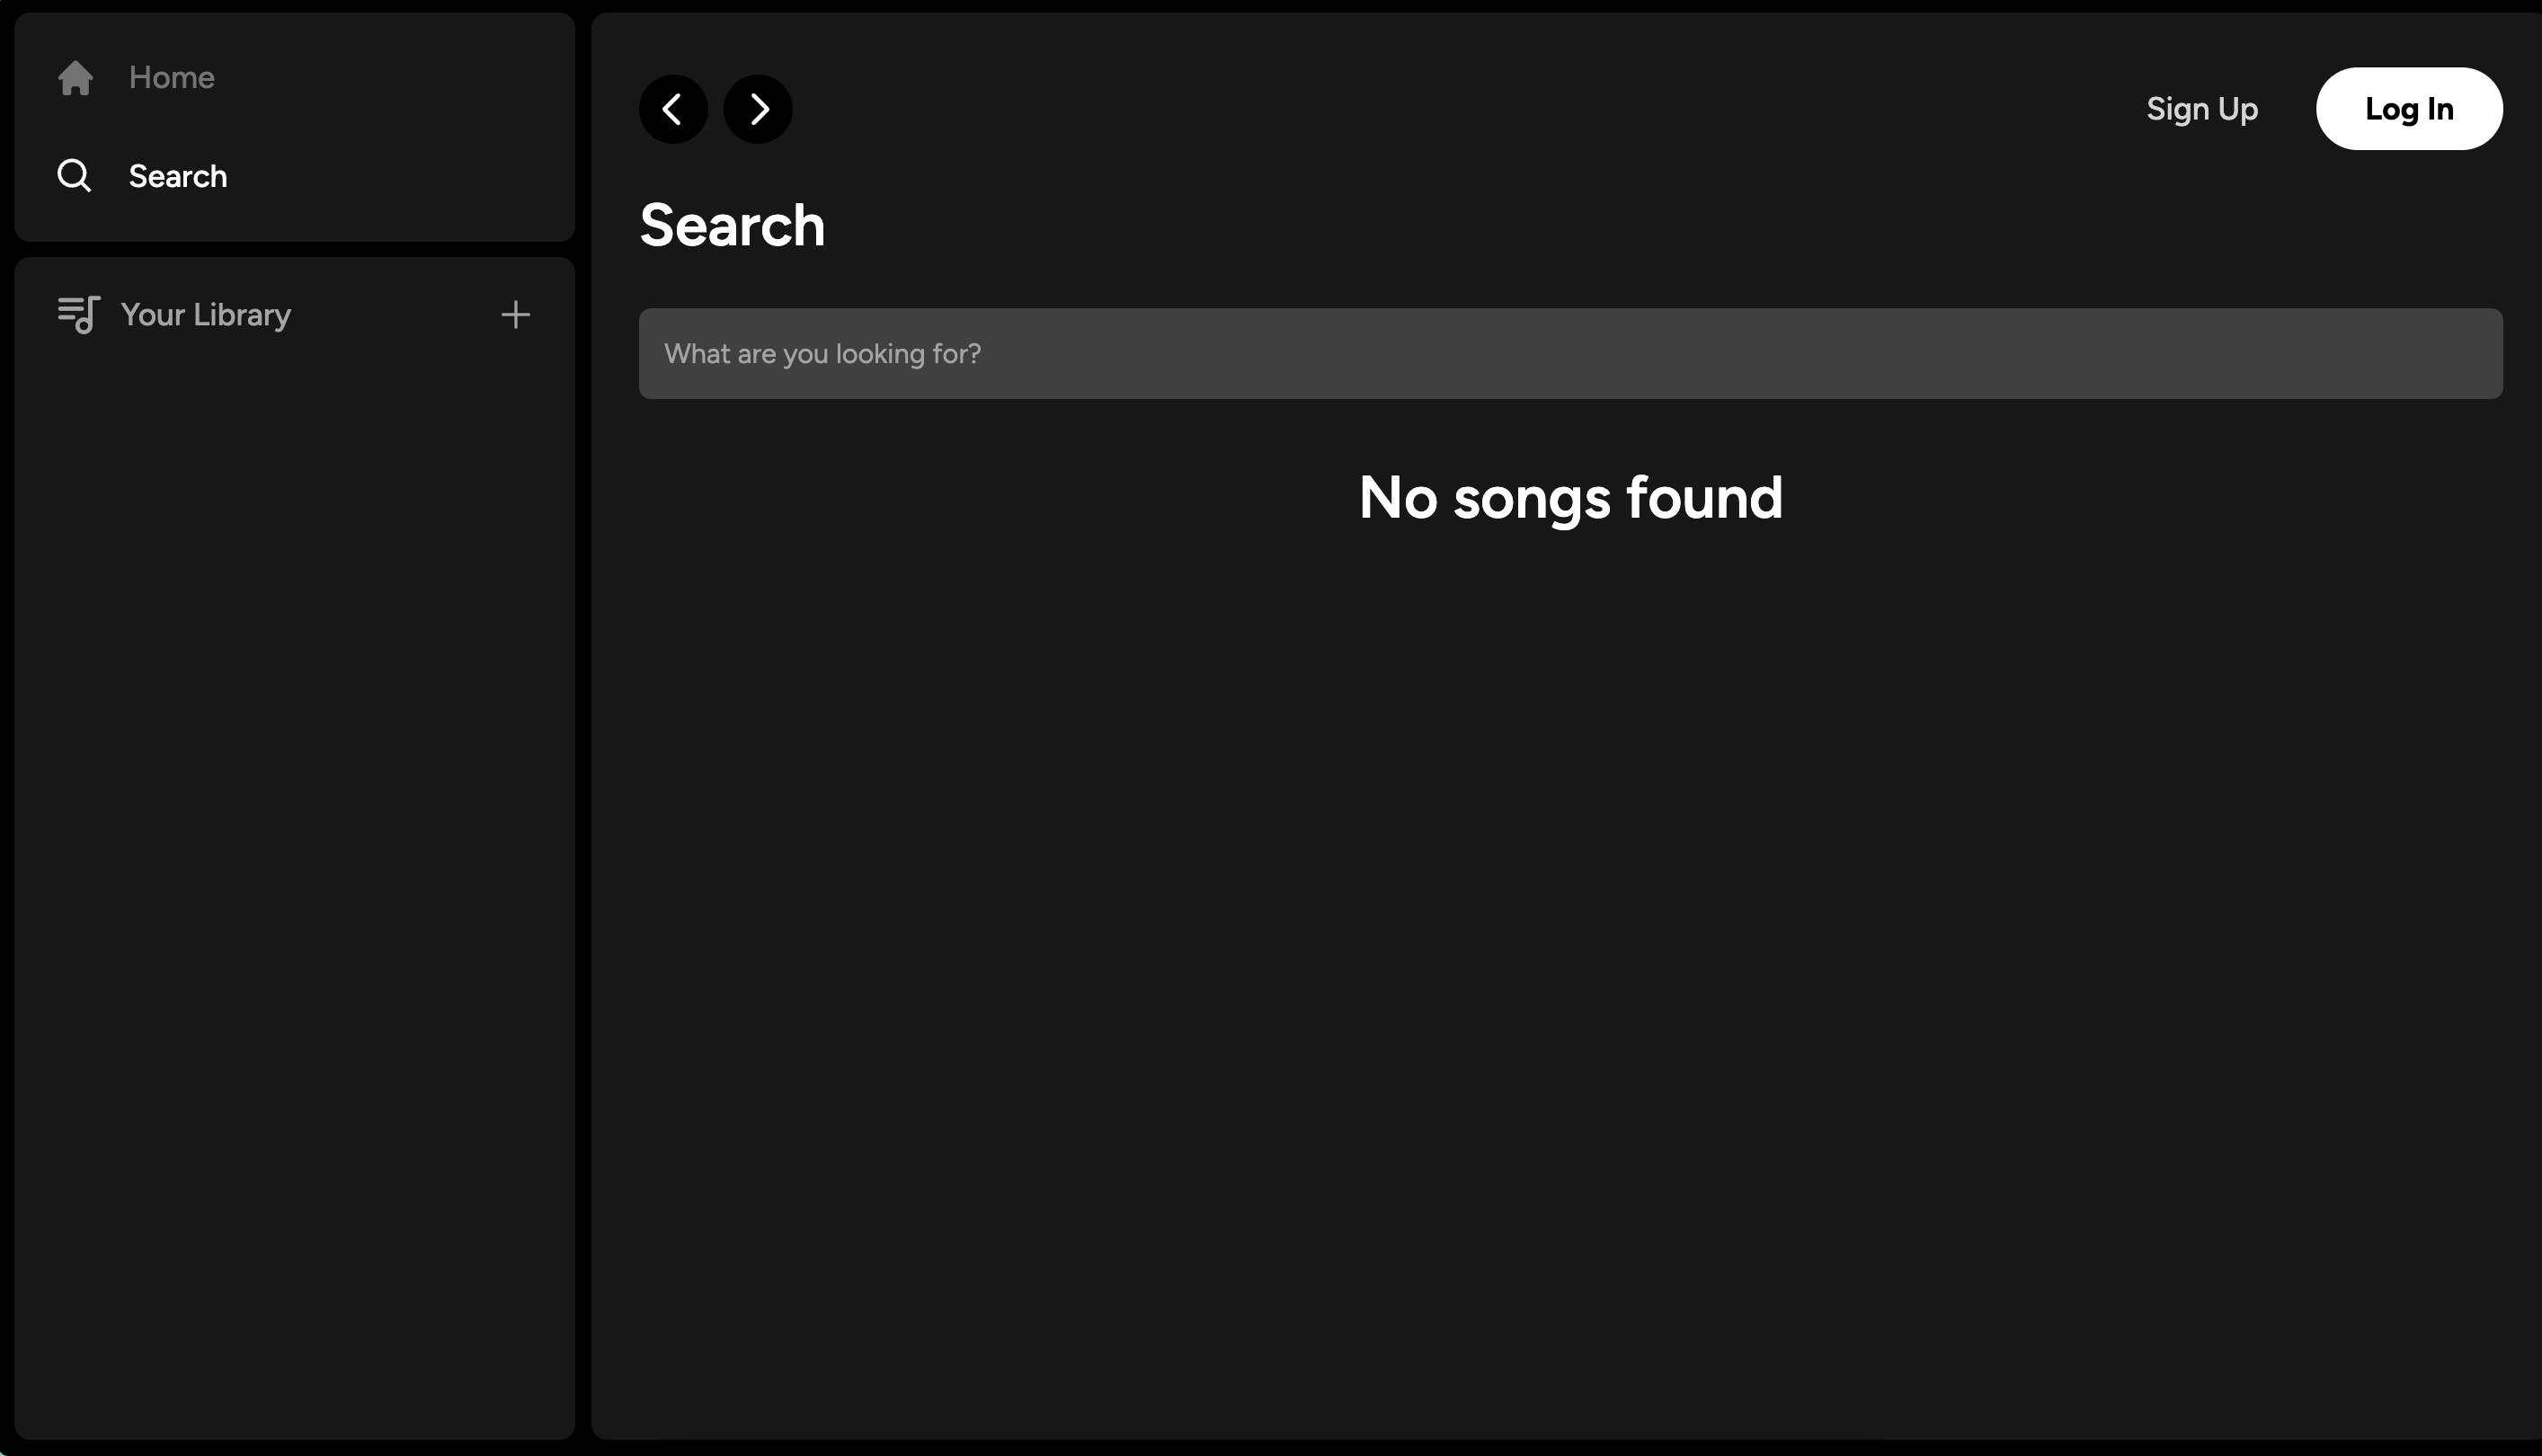 Home
Search
Your Library
Sign Up
Log In
Search
What are you looking for?
No songs found